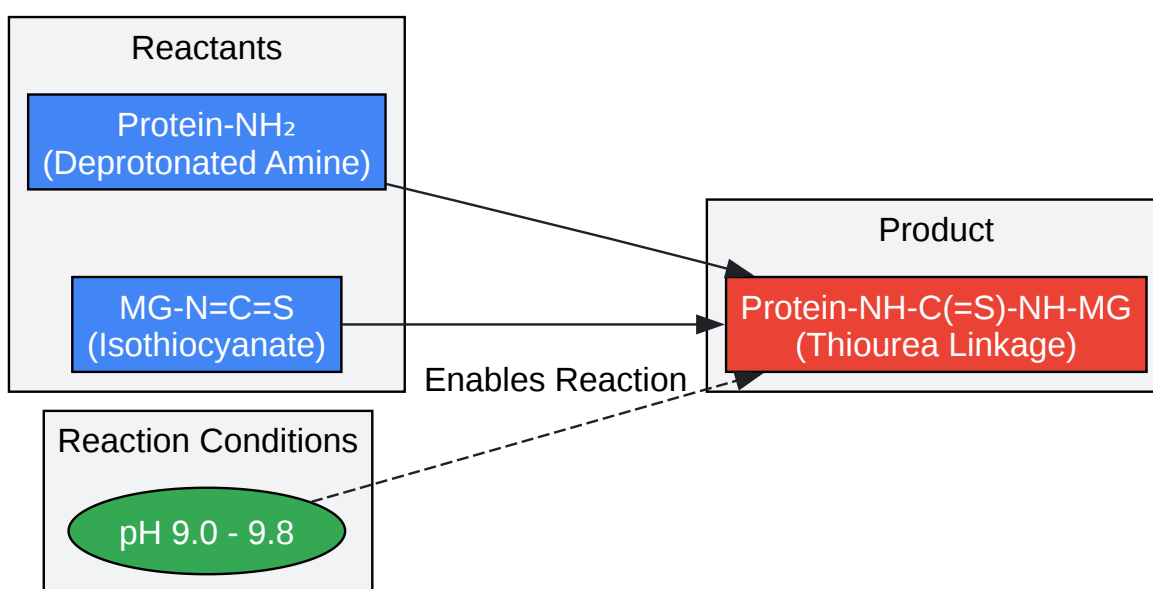 Reactants
Protein-NH₂
(Deprotonated Amine)
MG-N=C=S
(Isothiocyanate)
Product
Protein-NH-C(=S)-NH-MG
(Thiourea Linkage)
Enables Reaction
Reaction Conditions
pH 9.0 - 9.8